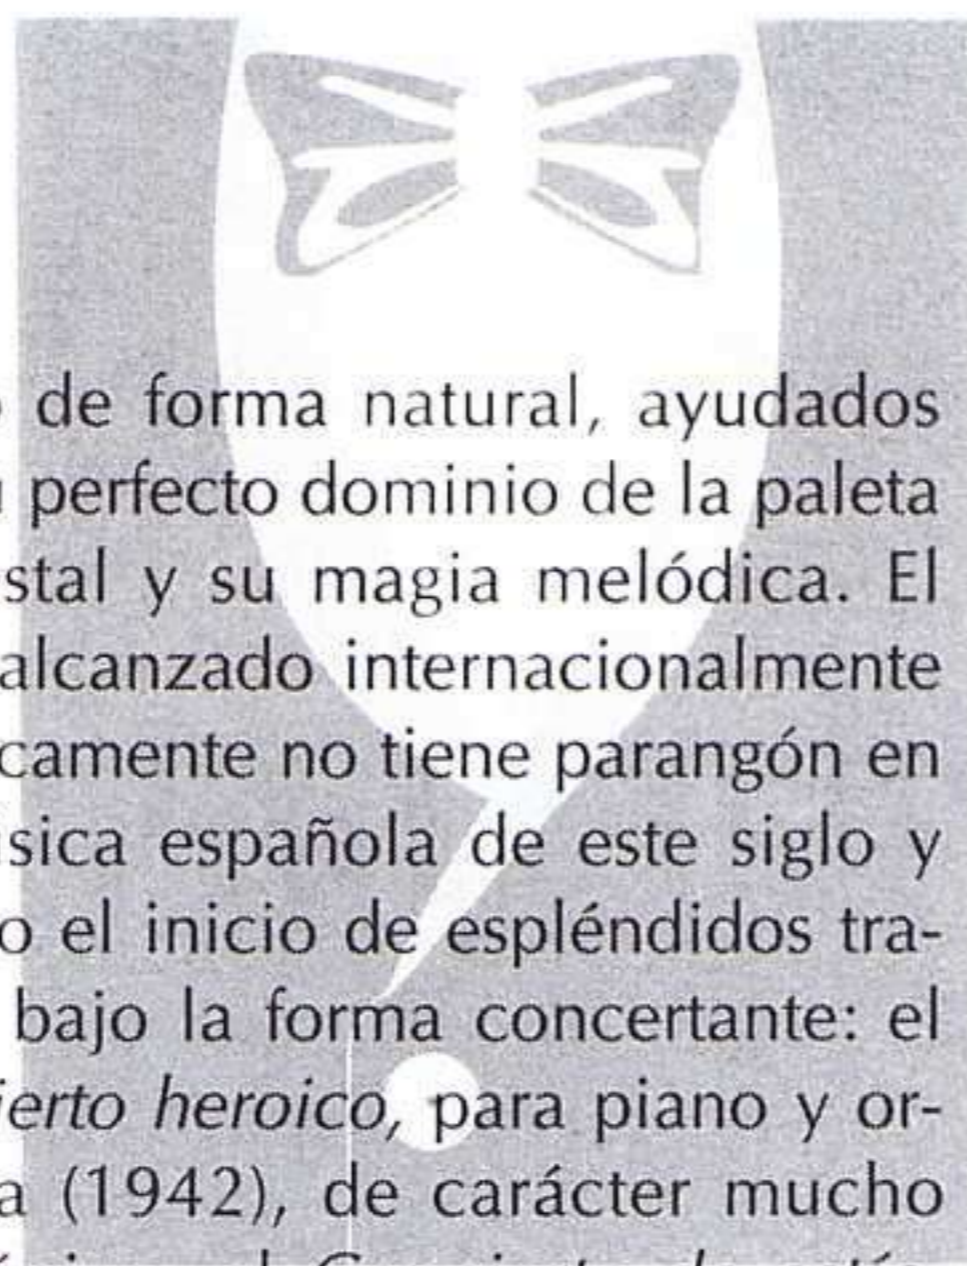 de forma natural, ayudados
perfecto dominio de la paleta
stal y su magia melódica. El
alcanzado internacionalmente
camente no tiene parangón en
sica española de este siglo y
o el inicio de espléndidos tra-
bajo la forma concertante: el
ierto heroico, para piano y or-
a (1942), de carácter mucho